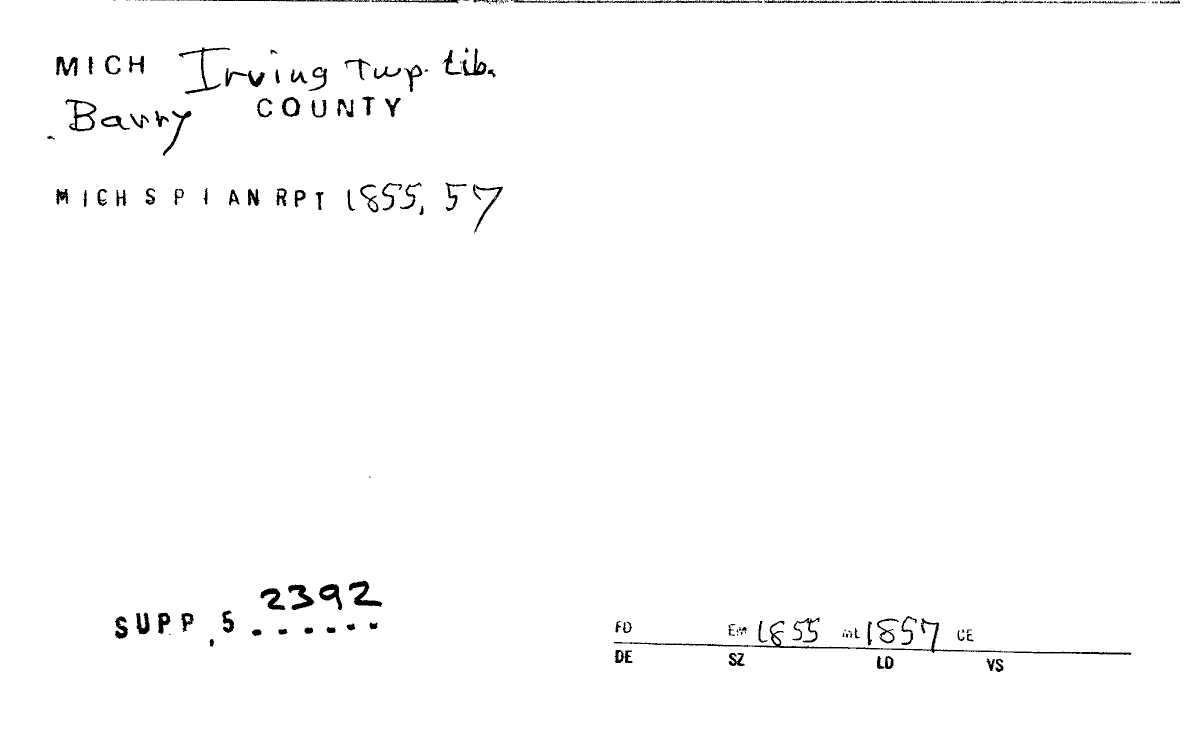 MICH Irving Twp. Lib.
Barry COUNTY
MICH S P I AN RPT 1855, 57
2392
SUPP.5 ......
FD EM 1855 ML 1857 CE
DE SZ LD VS